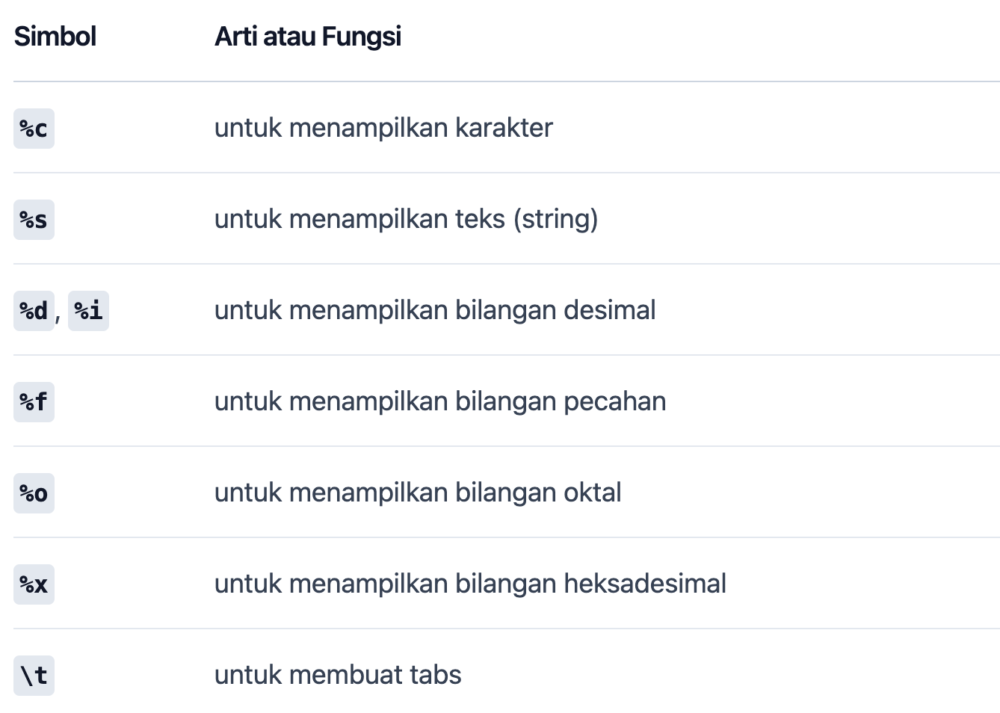 Simbol Arti atau Fungsi
%c untuk menampilkan karakter
%s untuk menampilkan teks (string)
%d, %i untuk menampilkan bilangan desimal
%f untuk menampilkan bilangan pecahan
%o untuk menampilkan bilangan oktal
%x untuk menampilkan bilangan heksadesimal
\t untuk membuat tabs